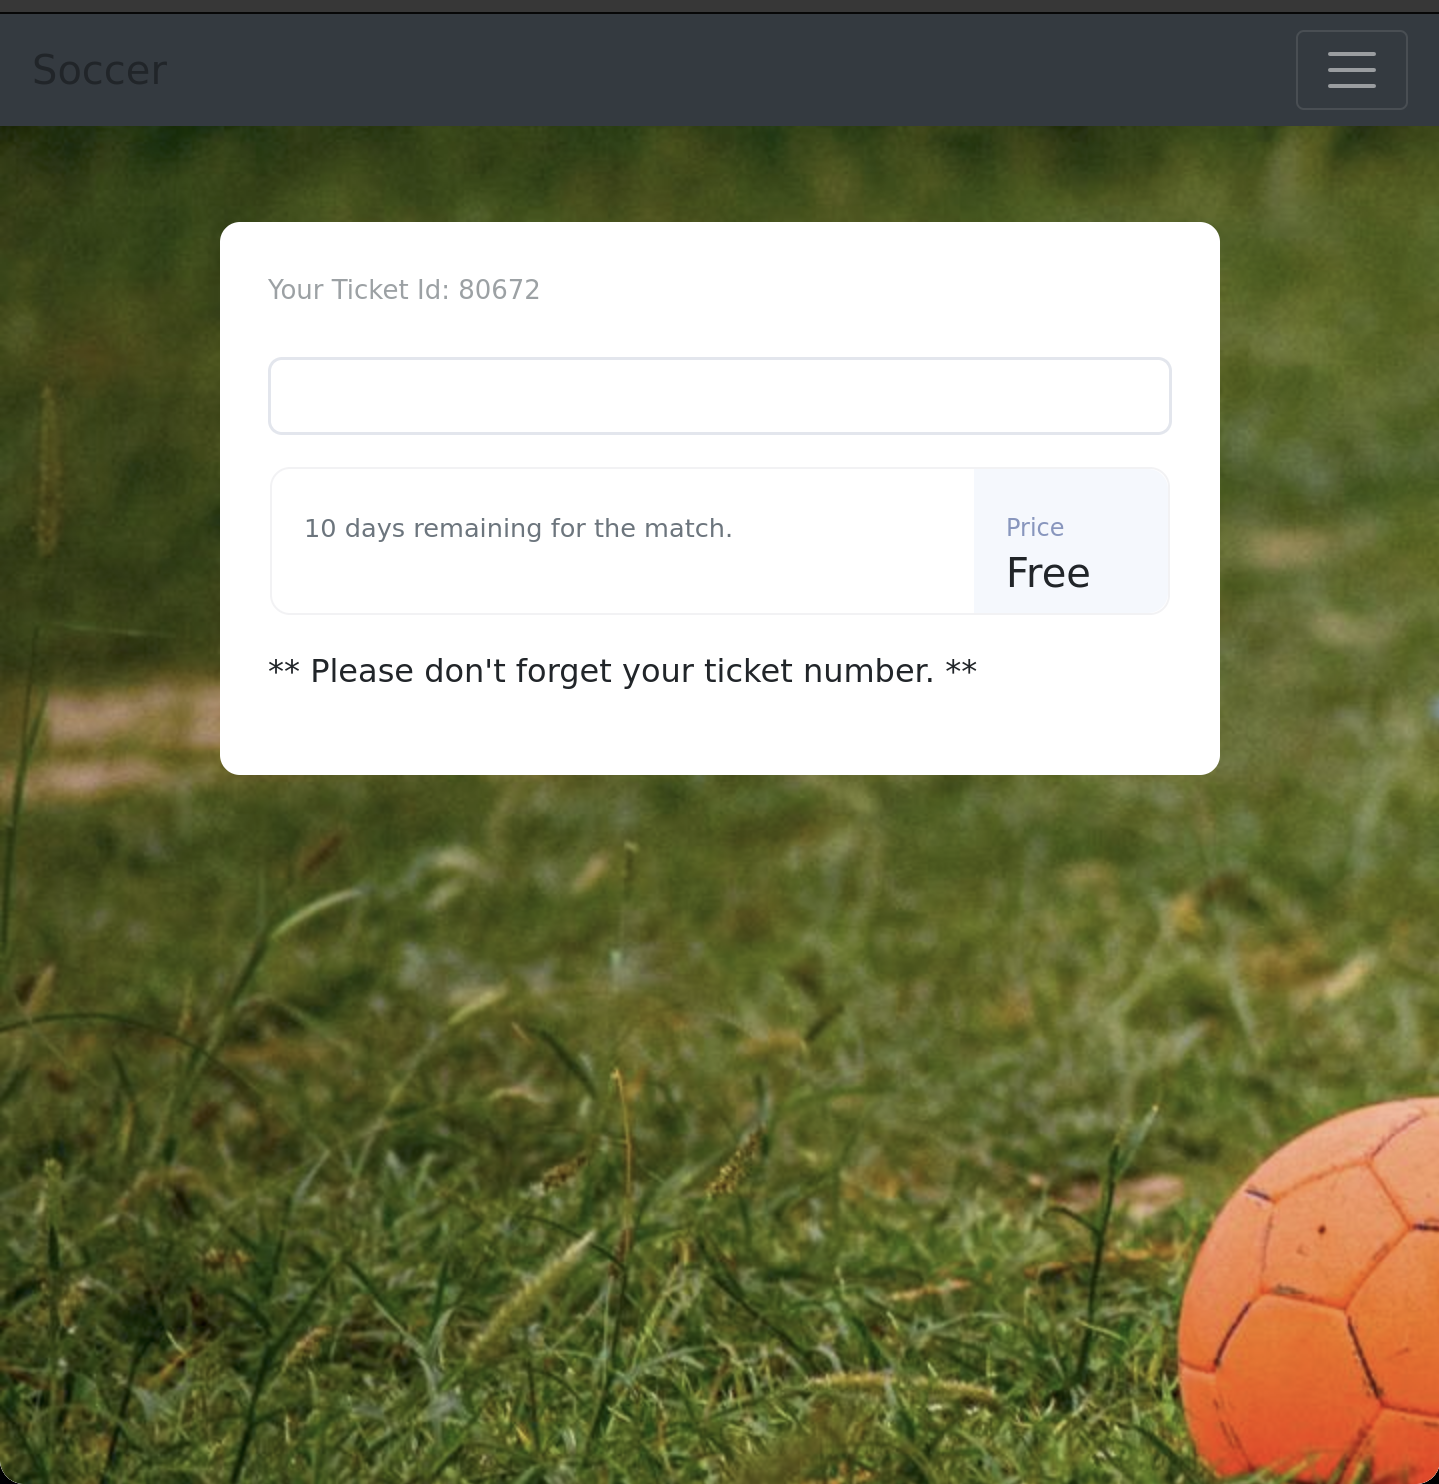 Soccer
Your Ticket Id: 80672
10 days remaining for the match.
Price
Free
** Please don't forget your ticket number. **